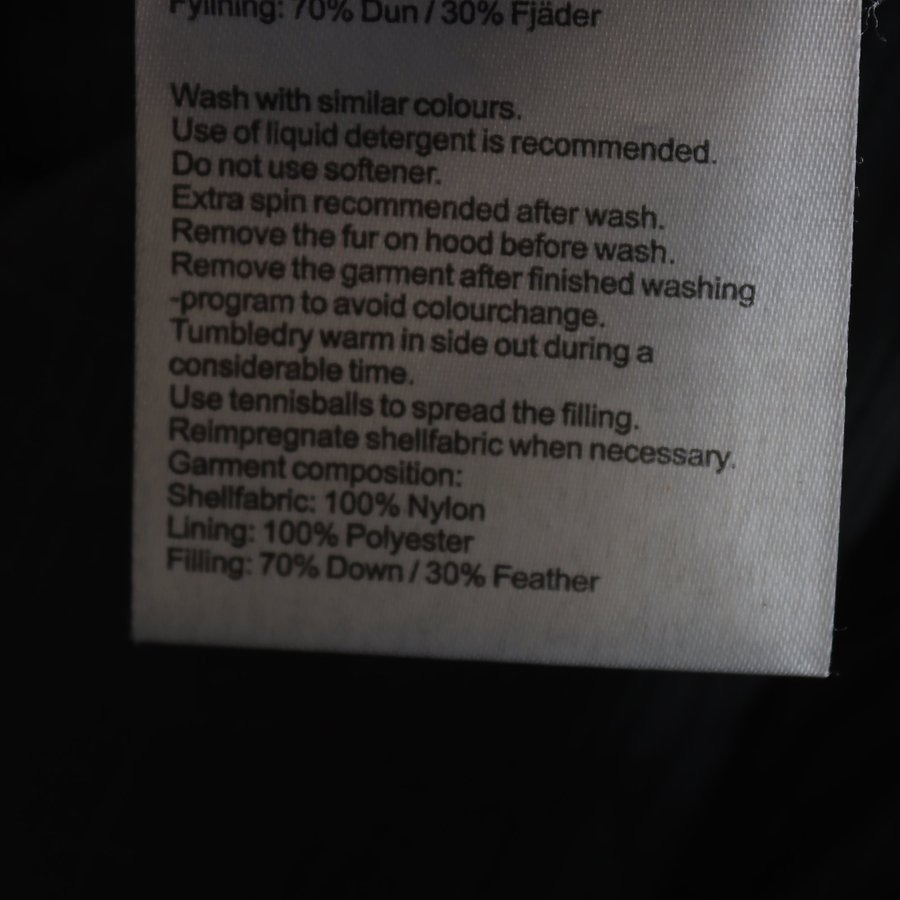 Fyllning: 70% Dun / 30% Fjäder
Wash with similar colours.
Use of liquid detergent is recommended.
Do not use softener.
Extra spin recommended after wash.
Remove the fur on hood before wash.
Remove the garment after finished washing
-program to avoid colourchange.
Tumbledry warm in side out during a
considerable time.
Use tennisballs to spread the filling.
Reimpregnate shellfabric when necessary.
Garment composition:
Shellfabric: 100% Nylon
Lining: 100% Polyester
Filling: 70% Down / 30% Feather